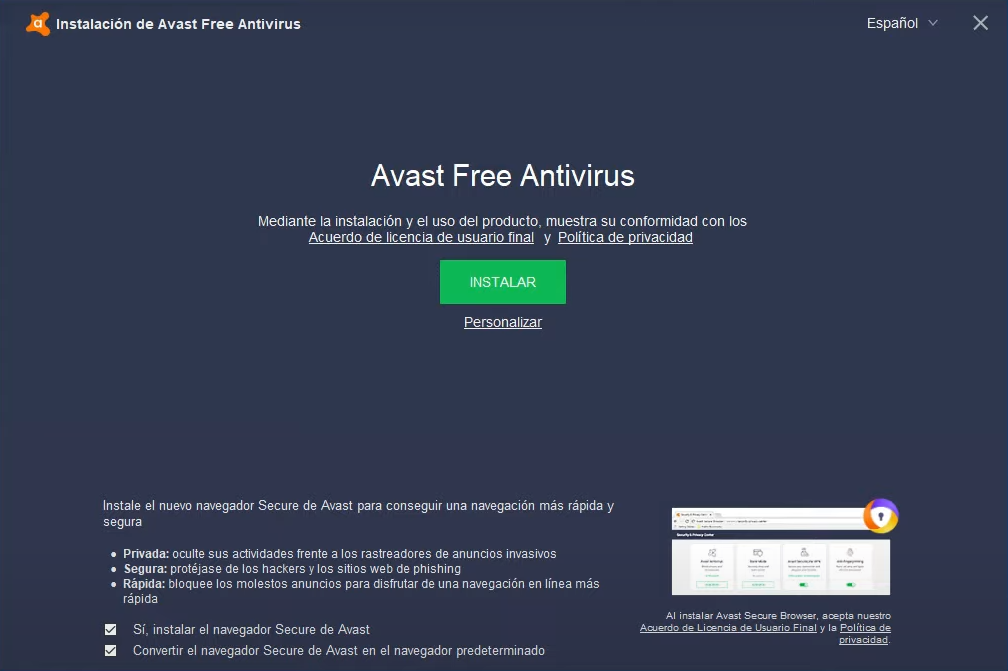 Instalación de Avast Free Antivirus
Español
Avast Free Antivirus
Mediante la instalación y el uso del producto, muestra su conformidad con los
Acuerdo de licencia de usuario final y Política de privacidad
INSTALAR
Personalizar
Instale el nuevo navegador Secure de Avast para conseguir una navegación más rápida y
segura
• Privada: oculte sus actividades frente a los rastreadores de anuncios invasivos
• Segura: protéjase de los hackers y los sitios web de phishing
• Rápida: bloquee los molestos anuncios para disfrutar de una navegación en línea más
rápida
Sí, instalar el navegador Secure de Avast
Convertir el navegador Secure de Avast en el navegador predeterminado
Security & Privacy Center
Al instalar Avast Secure Browser, acepta nuestro
Acuerdo de Licencia de Usuario Final y la Política de
privacidad.